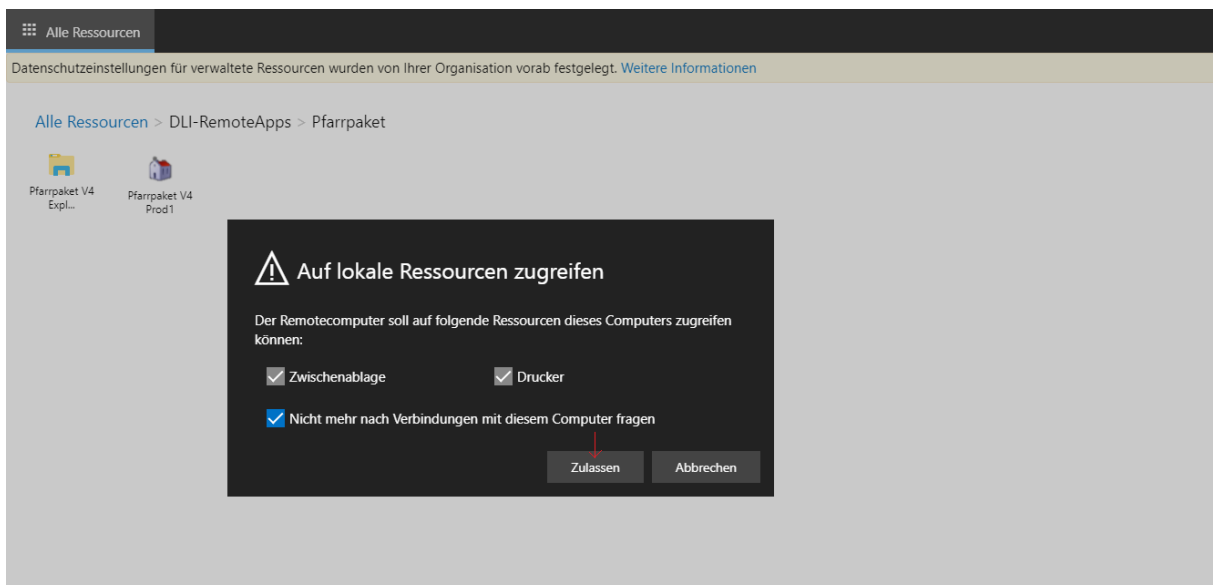 Alle Ressourcen
Datenschutzeinstellungen für verwaltete Ressourcen wurden von Ihrer Organisation vorab festgelegt. Weitere Informationen
Alle Ressourcen > DLI-RemoteApps > Pfarrpaket
Pfarrpaket V4
Expl...
Pfarrpaket V4
Prod1
Auf lokale Ressourcen zugreifen
Der Remotecomputer soll auf folgende Ressourcen dieses Computers zugreifen
können:
Zwischenablage Drucker
Nicht mehr nach Verbindungen mit diesem Computer fragen
Zulassen Abbrechen